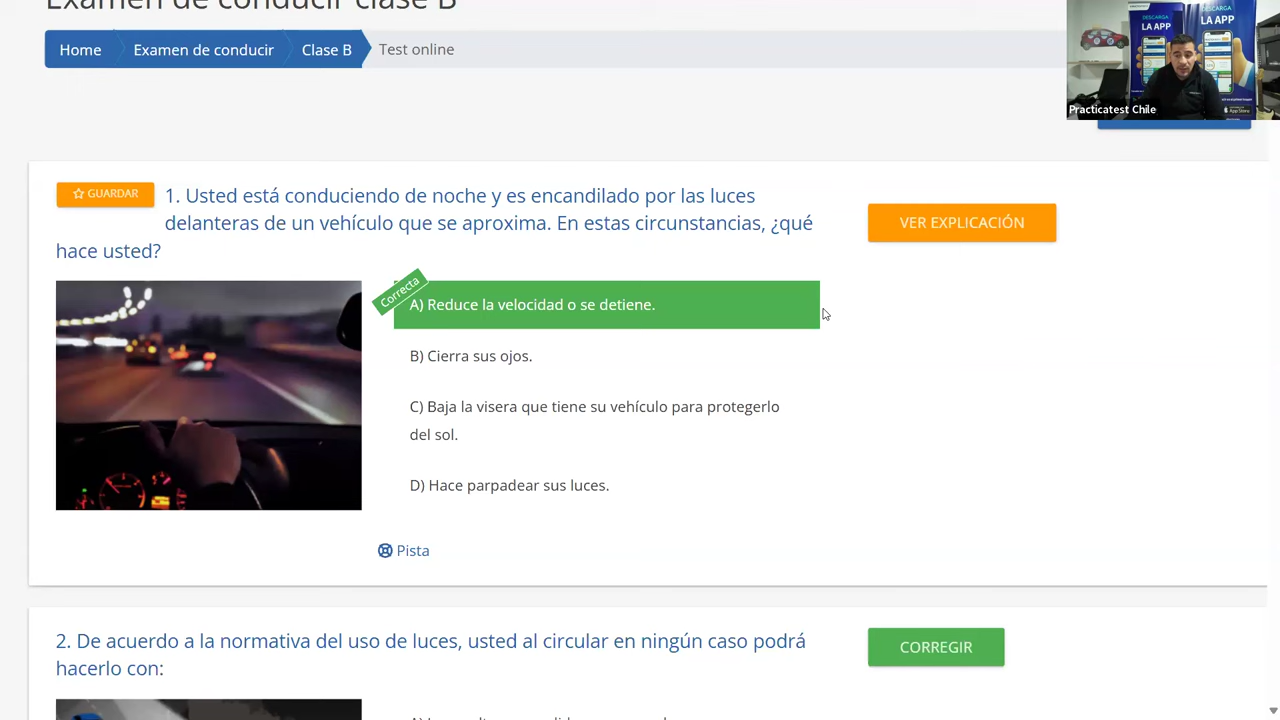 Examen de conducir clase B
Home
Examen de conducir
Clase B
Test online
DESCARGA
LA APP
DESCARGA
LA APP
Practicatest Chile
GUARDAR
1. Usted está conduciendo de noche y es encandilado por las luces
delanteras de un vehículo que se aproxima. En estas circunstancias, ¿qué
hace usted?
VER EXPLICACIÓN
Correcta
A) Reduce la velocidad o se detiene.
B) Cierra sus ojos.
C) Baja la visera que tiene su vehículo para protegerlo
del sol.
D) Hace parpadear sus luces.
Pista
2. De acuerdo a la normativa del uso de luces, usted al circular en ningún caso podrá
hacerlo con:
CORREGIR